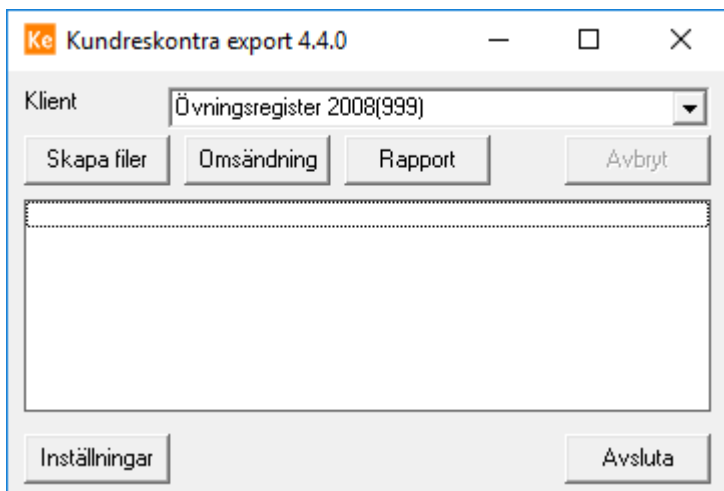 Ke Kundreskontra export 4.4.0
Klient Övningsregister 2008(999)
Skapa filer Omsändning Rapport Avbryt
Inställningar Avsluta